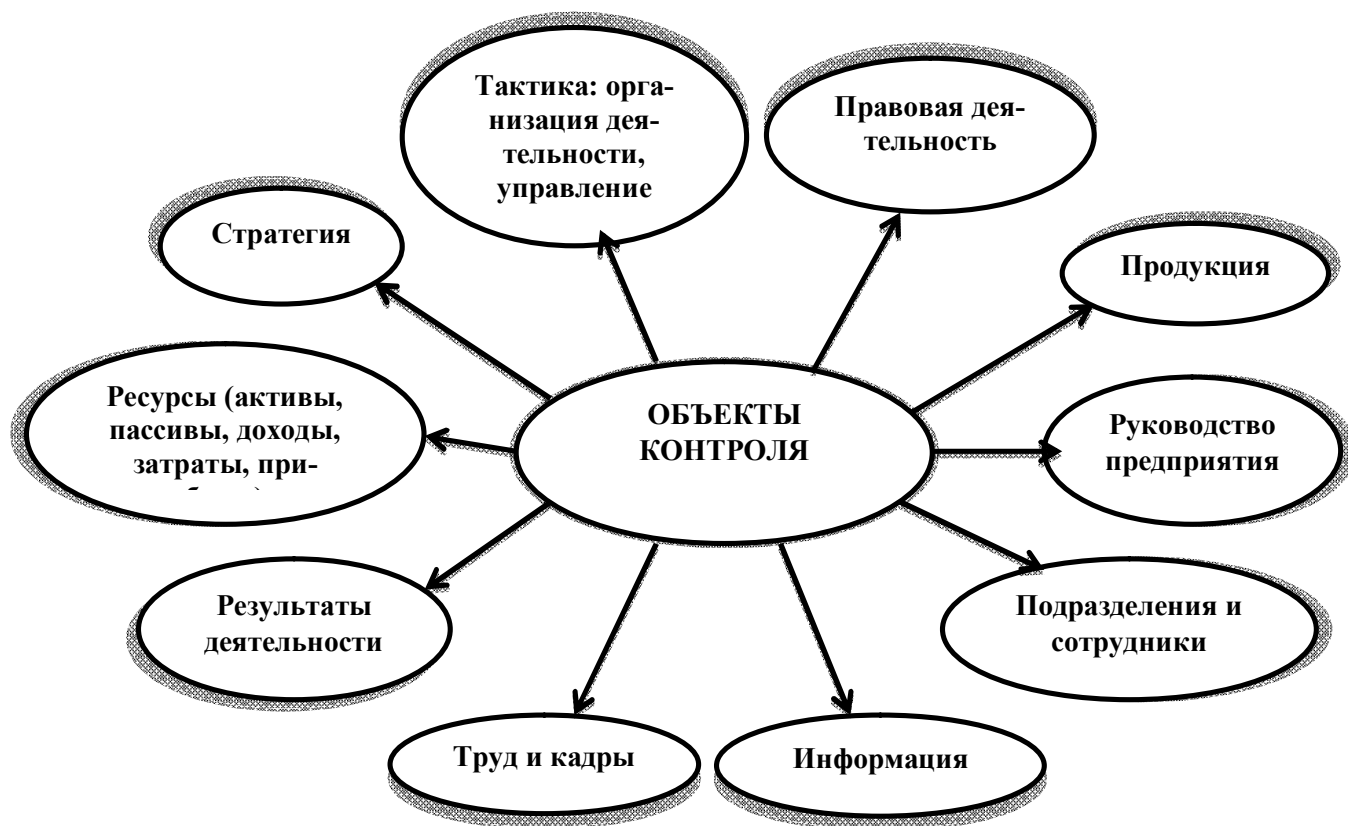 Тактика: орга-
низация дея-
тельности,
управление
Правовая дея-
тельность
Стратегия
Продукция
Ресурсы (активы,
пассивы, доходы,
затраты, при-
ОБЪЕКТЫ
КОНТРОЛЯ
Руководство
предприятия
Результаты
деятельности
Подразделения и
сотрудники
Труд и кадры
Информация